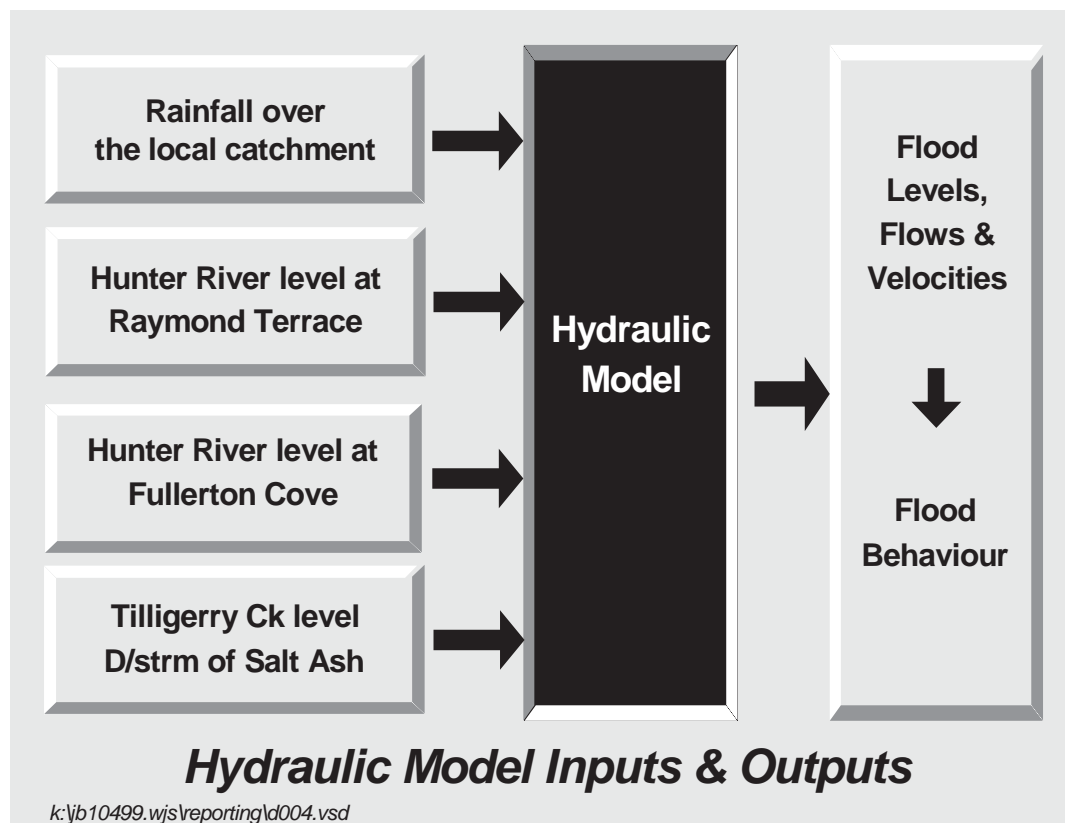 Rainfall over
the local catchment
Hunter River level at
Raymond Terrace
Hunter River level at
Fullerton Cove
Tilligerry Ck level
D/strm of Salt Ash
Hydraulic
Model
Flood
Levels,
Flows &
Velocities
Flood
Behaviour
Hydraulic Model Inputs & Outputs
k:\jb10499.wjs\reporting\d004.vsd